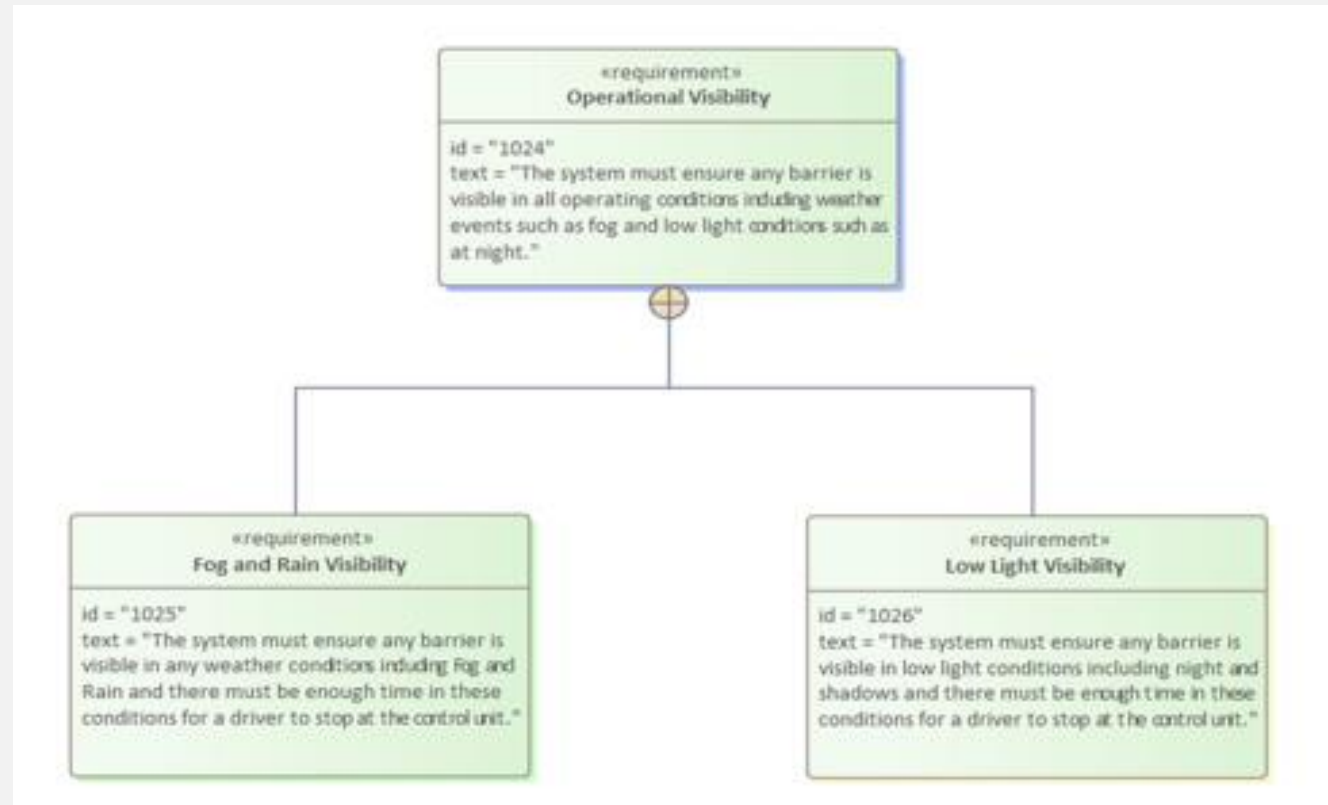 «requirement»
Operational Visibility
id = "1024"
text = "The system must ensure any barrier is
visible in all operating conditions including weather
events such as fog and low light conditions such as
at night."
«requirement»
Fog and Rain Visibility
id = "1025"
text = "The system must ensure any barrier is
visible in any weather conditions including Fog and
Rain and there must be enough time in these
conditions for a driver to stop at the control unit."
«requirement»
Low Light Visibility
id = "1026"
text = "The system must ensure any barrier is
visible in low light conditions including night and
shadows and there must be enough time in these
conditions for a driver to stop at the control unit."